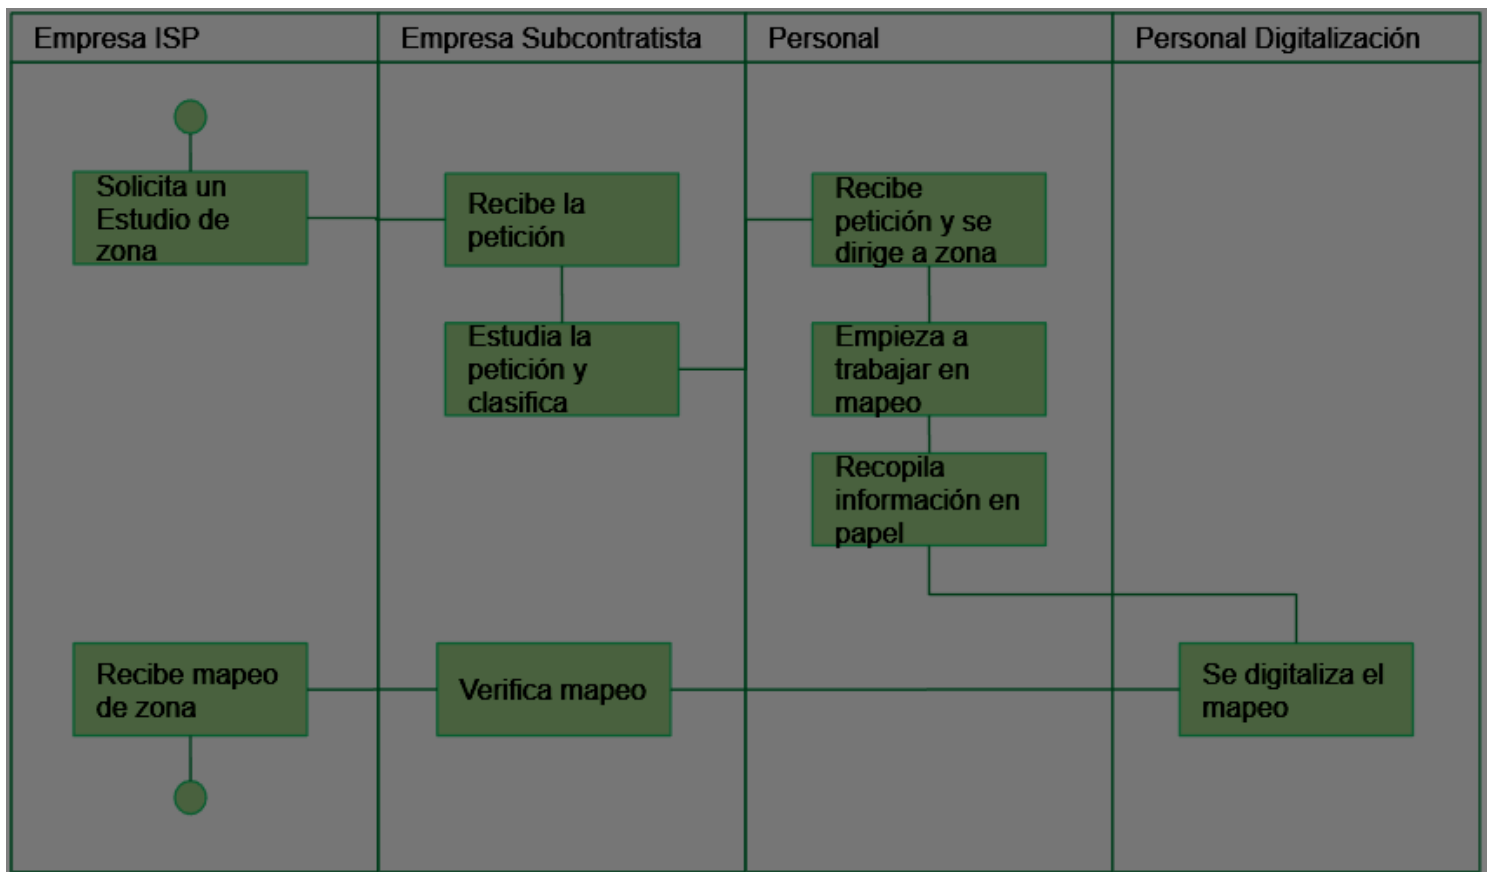 Empresa ISP
Empresa Subcontratista
Personal
Personal Digitalización
Solicita un
Estudio de
zona
Recibe la
petición
Recibe
petición y se
dirige a zona
Estudia la
petición y
clasifica
Empieza a
trabajar en
mapeo
Recopila
información en
papel
Recibe mapeo
de zona
Verifica mapeo
Se digitaliza el
mapeo